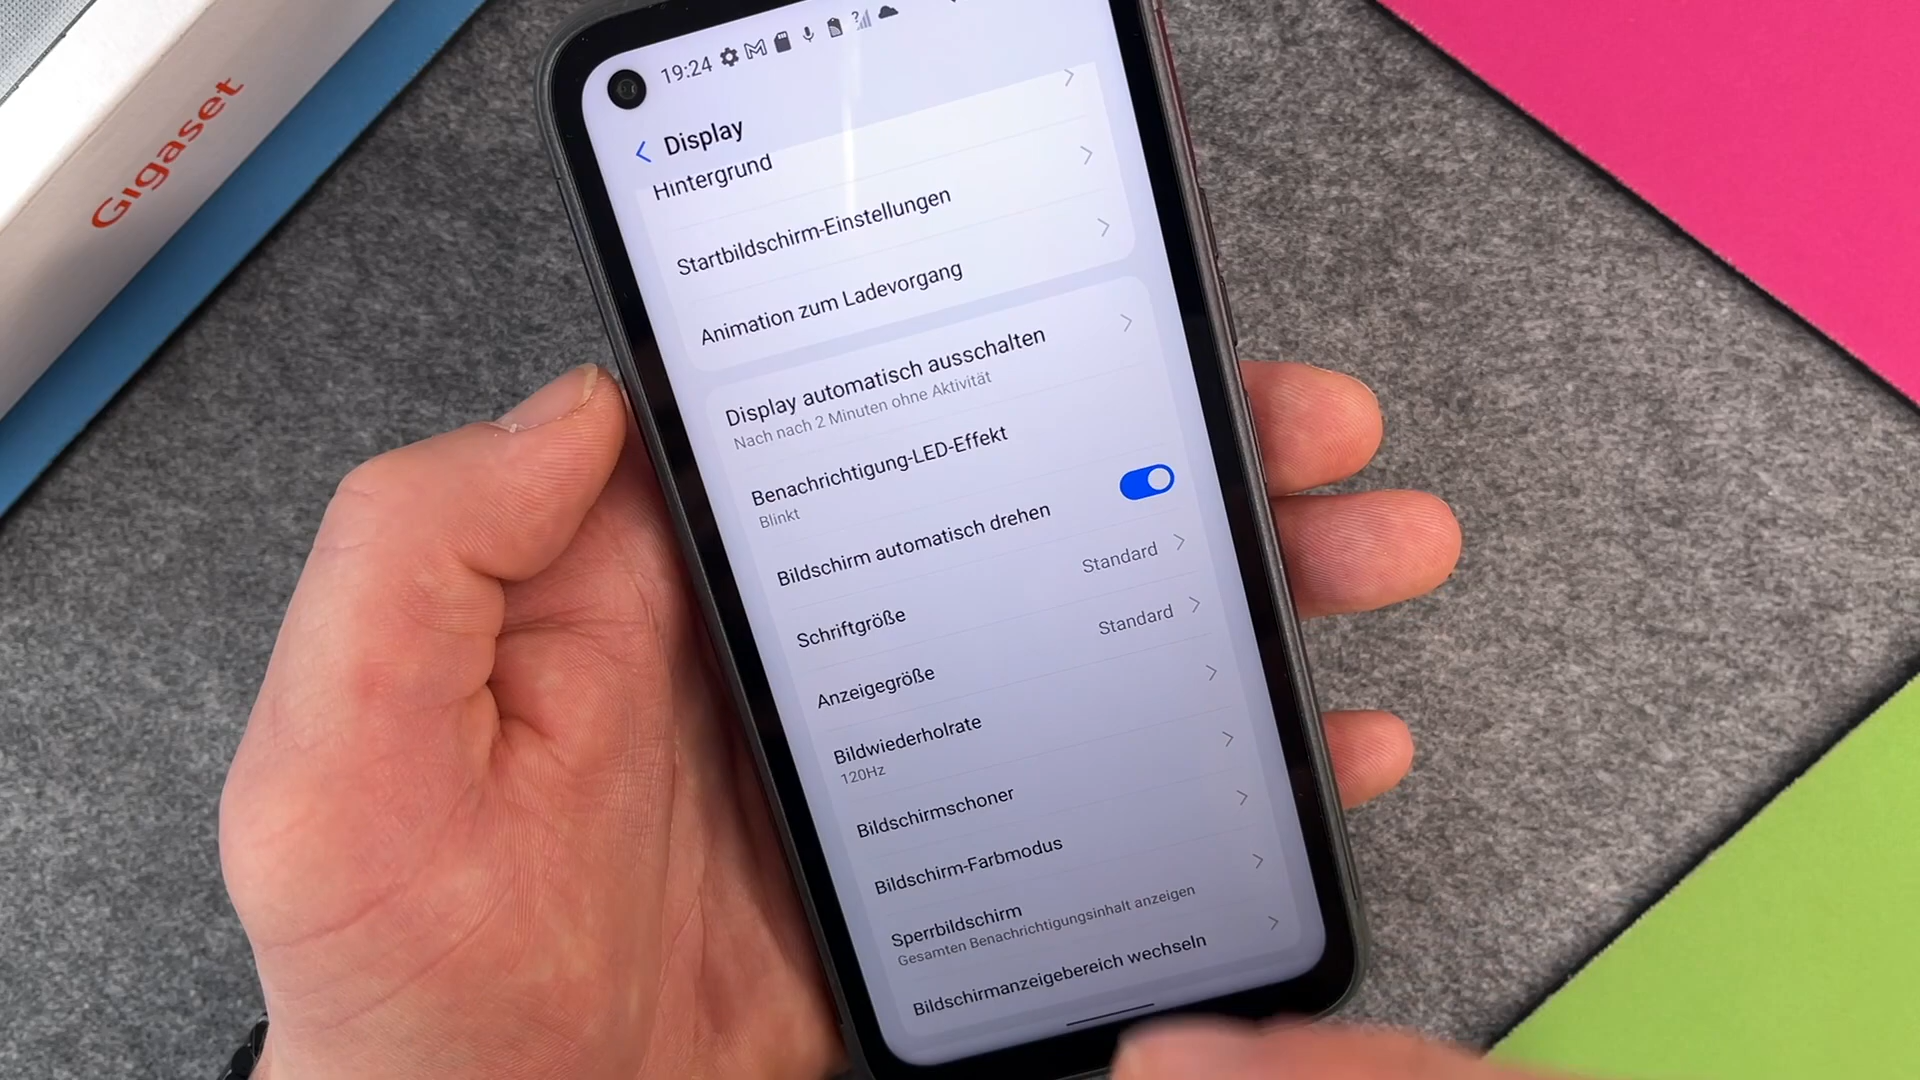 Gigaset
19:24
Display
Hintergrund
Startbildschirm-Einstellungen
Animation zum Ladevorgang
Display automatisch ausschalten
Nach nach 2 Minuten ohne Aktivität
Benachrichtigung-LED-Effekt
Blinkt
Bildschirm automatisch drehen
Schriftgröße Standard
Anzeigegröße Standard
Bildwiederholrate
120Hz
Bildschirmschoner
Bildschirm-Farbmodus
Sperrbildschirm
Gesamten Benachrichtigungsinhalt anzeigen
Bildschirmanzeigebereich wechseln